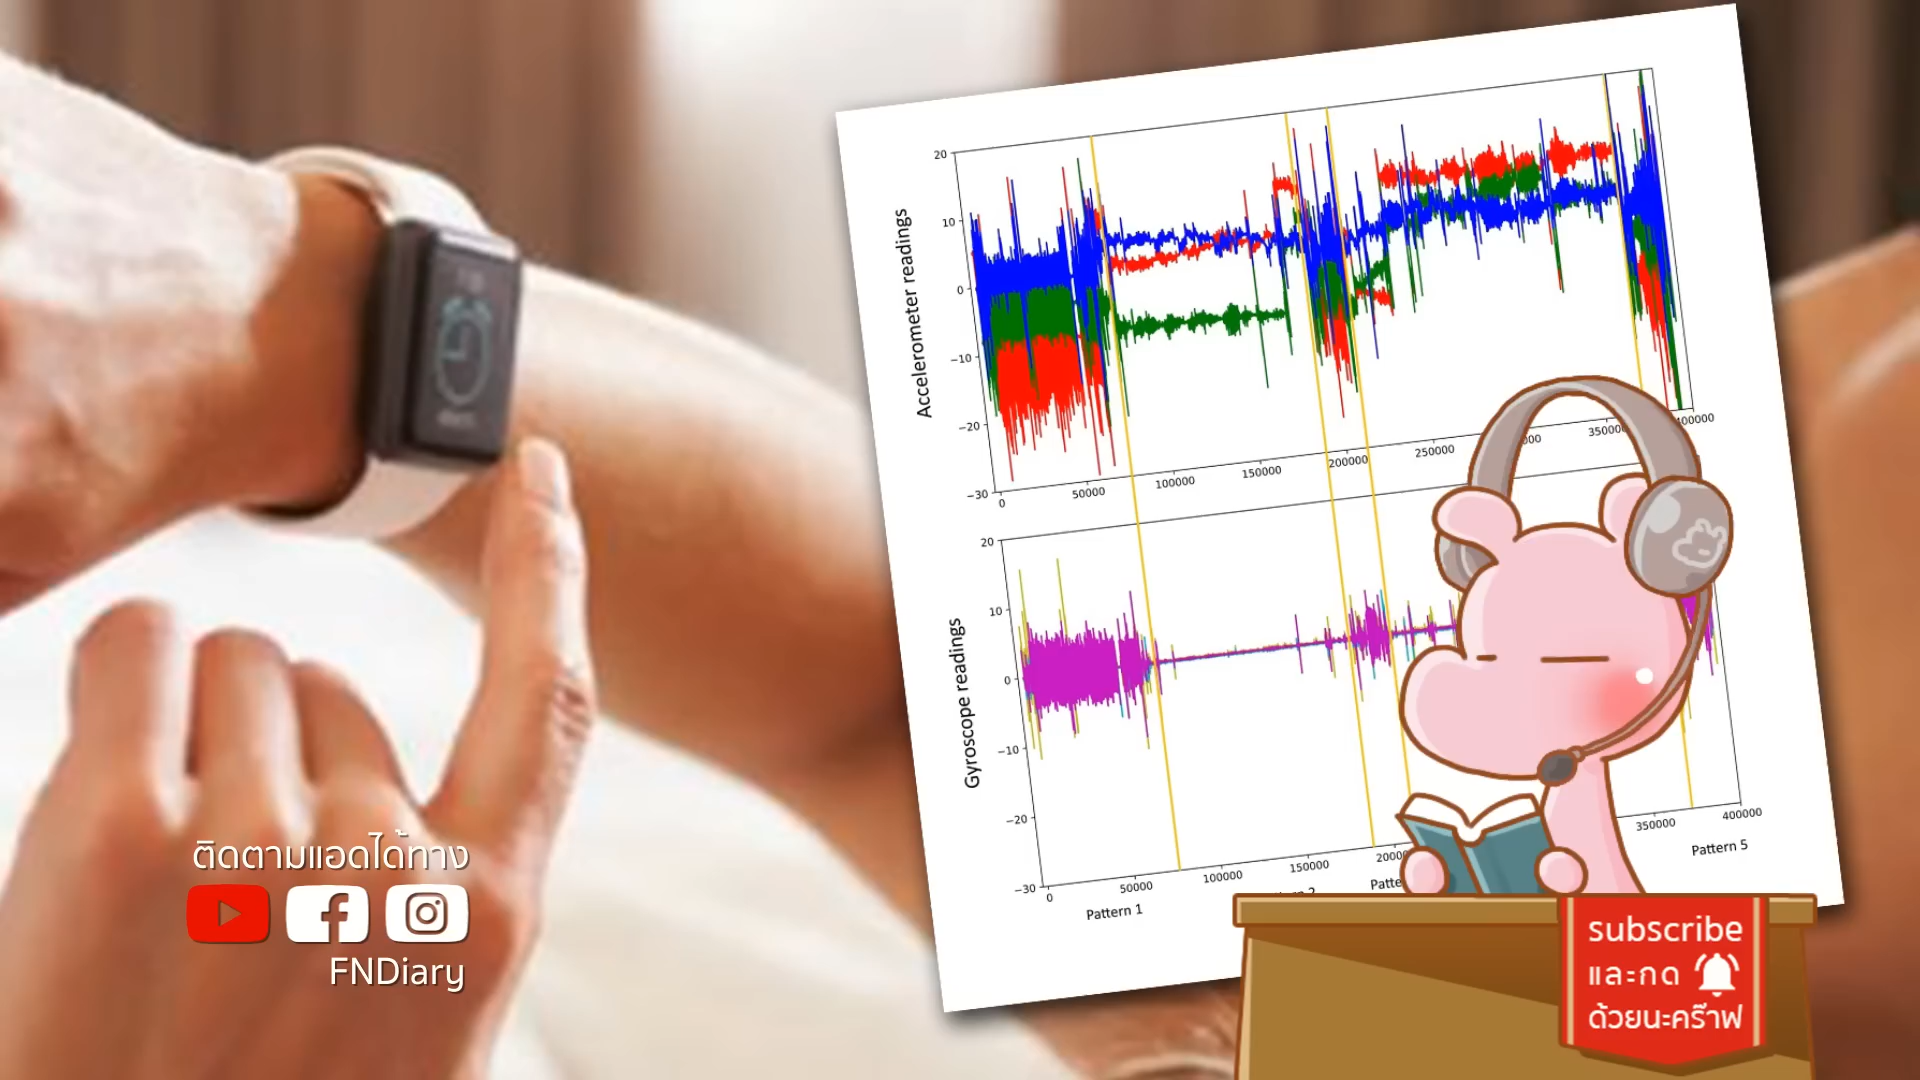 20
10
0
−10
−20
−30
Accelerometer readings
0
50000
100000
150000
200000
250000
350000
400000
20
10
0
−10
−20
−30
Gyroscope readings
0
50000
100000
150000
350000
400000
Pattern 1
Pattern 5
ติดตามแอดได้ทาง
FNDiary
subscribe
และกด
ด้วยนะคร๊าฟ